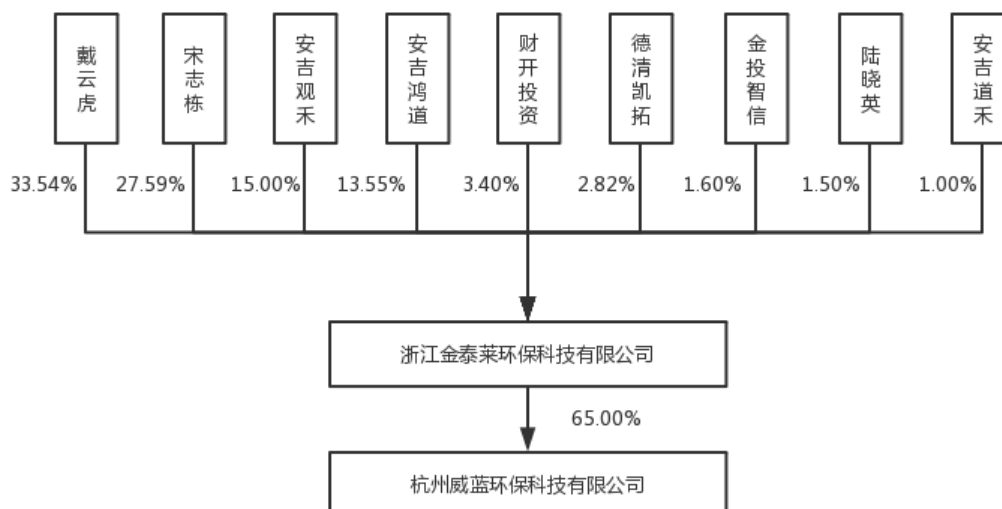 戴云虎
宋志栋
安吉观禾
安吉鸿道
财开投资
德清凯拓
金投智信
陆晓英
安吉道禾
33.54%
27.59%
15.00%
13.55%
3.40%
2.82%
1.60%
1.50%
1.00%
浙江金泰莱环保科技有限公司
65.00%
杭州威蓝环保科技有限公司